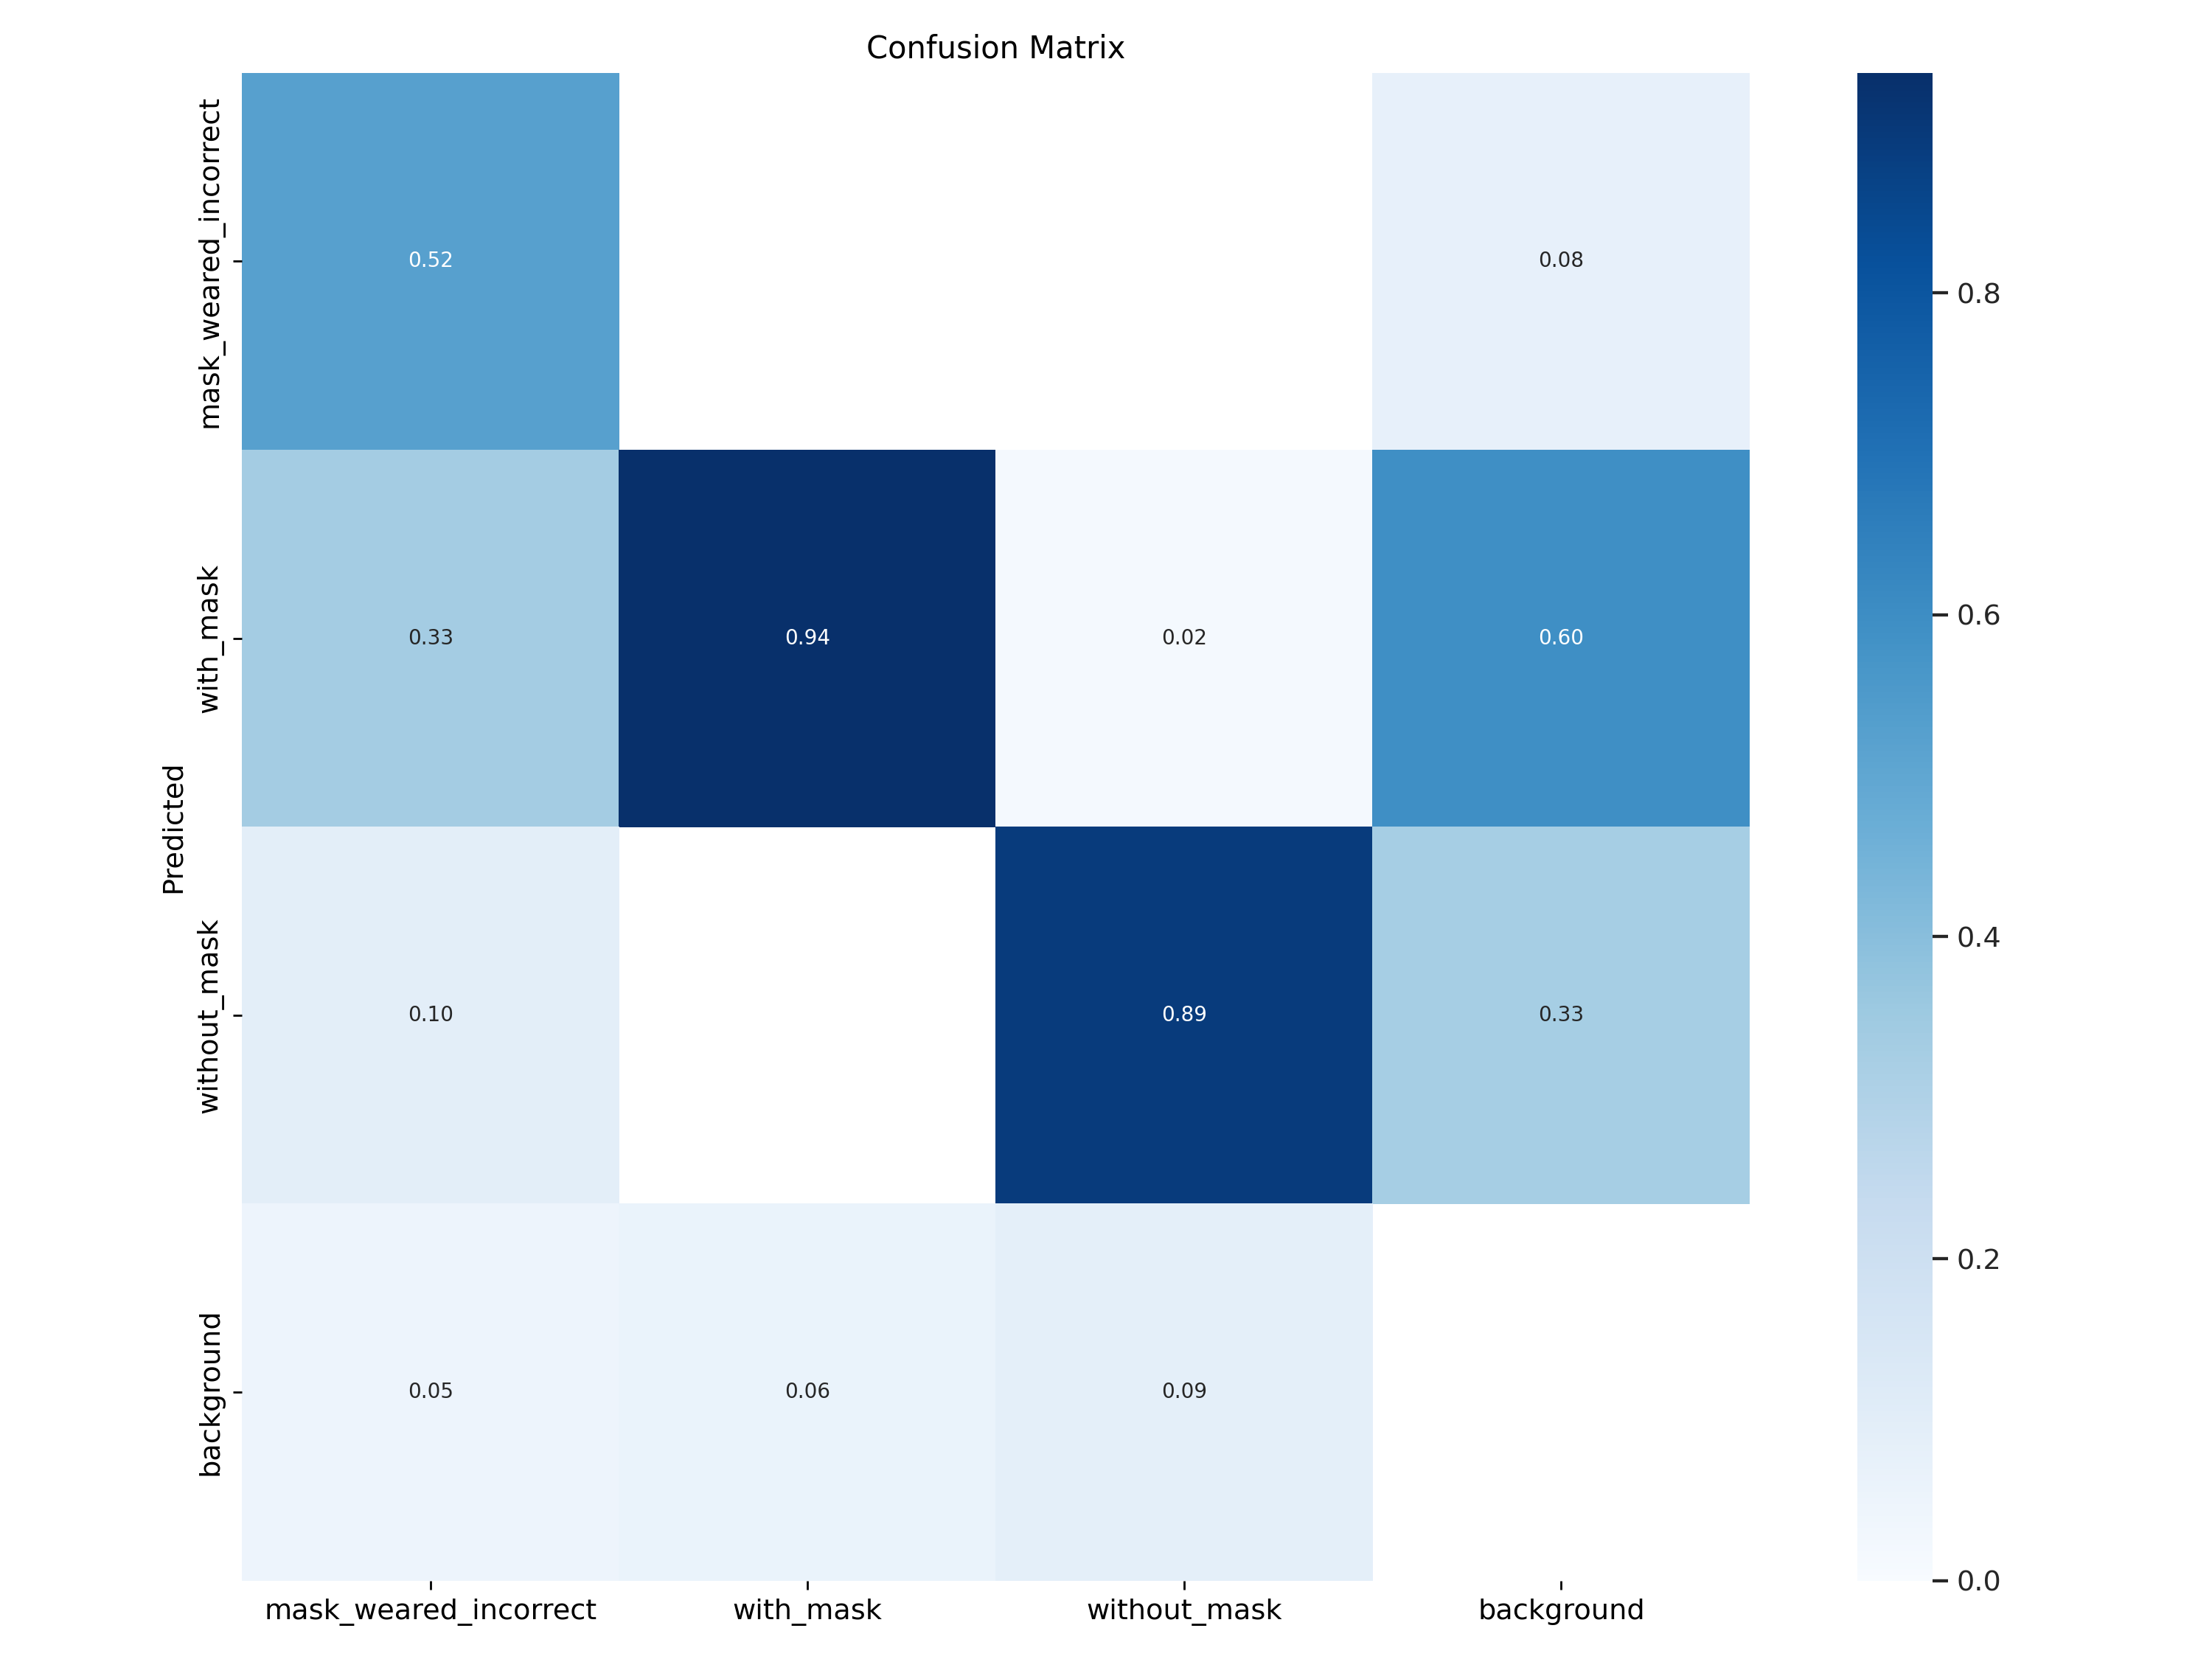 Confusion Matrix
mask_weared_incorrect
0.52
0.08
with_mask
0.33
0.94
0.02
0.60
Predicted
without_mask
0.10
0.89
0.33
background
0.05
0.06
0.09
mask_weared_incorrect
with_mask
without_mask
background
0.8
0.6
0.4
0.2
0.0